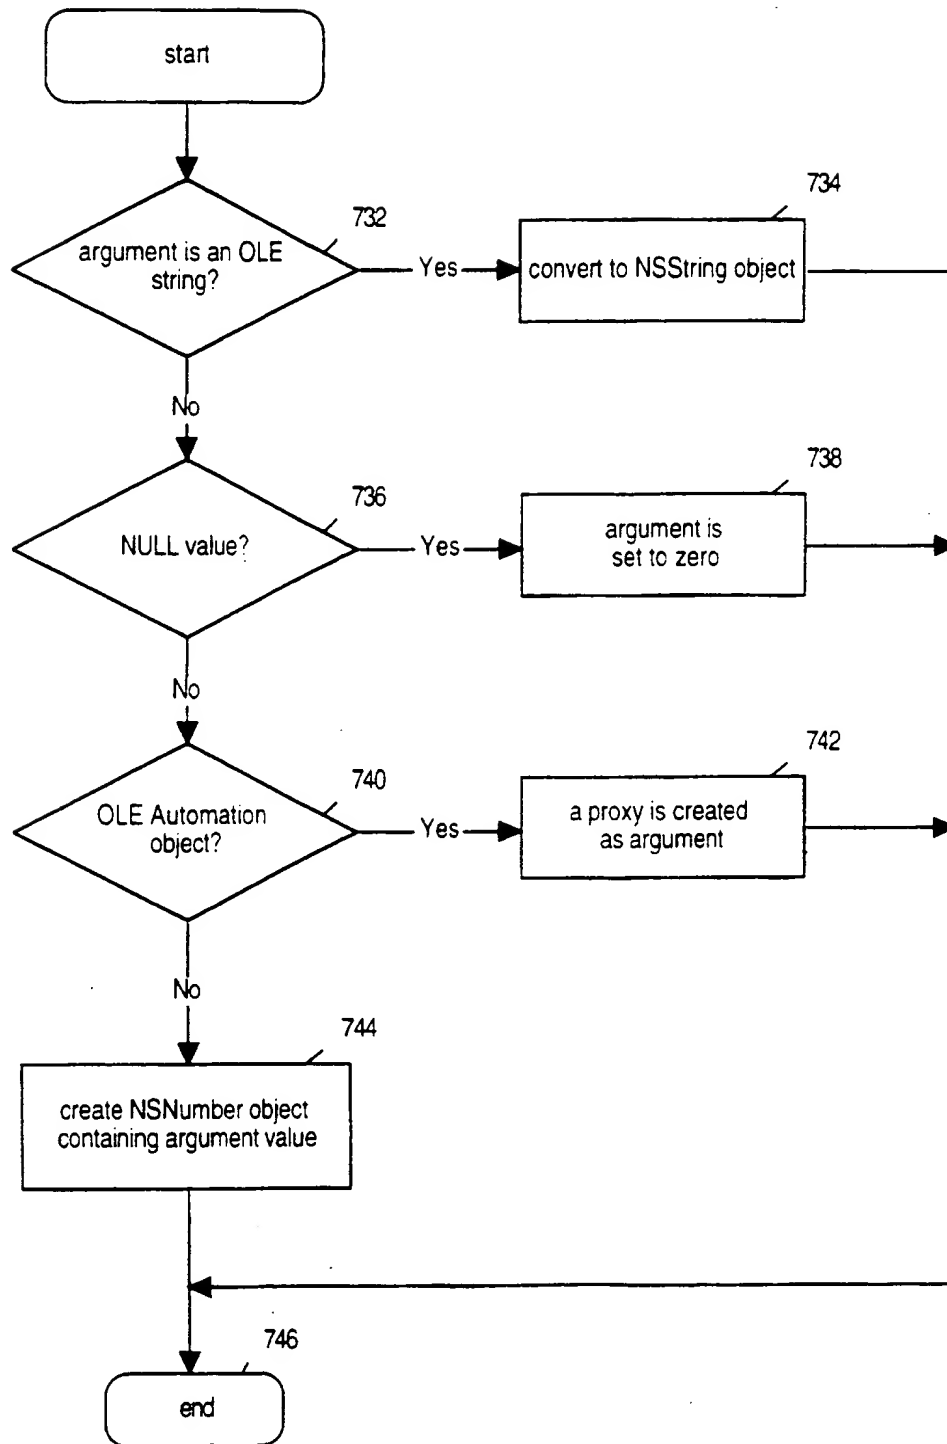 start
732
argument is an OLE
string?
Yes
734
convert to NSString object
No
736
NULL value?
Yes
738
argument is
set to zero
No
740
OLE Automation
object?
Yes
742
a proxy is created
as argument
No
744
create NSNumber object
containing argument value
746
end